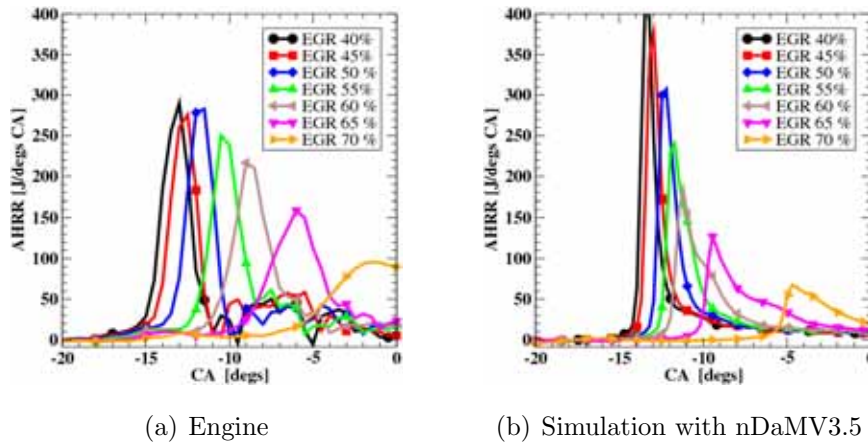 400
350
300
250
200
150
100
50
0
AHRR [J/degs CA]
-20
-15
-10
-5
0
CA [degs]
EGR 40%
EGR 45%
EGR 50 %
EGR 55%
EGR 60 %
EGR 65 %
EGR 70 %
(a) Engine
400
350
300
250
200
150
100
50
0
AHRR [J/degs CA]
-20
-15
-10
-5
0
CA [degs]
EGR 40%
EGR 45%
EGR 50 %
EGR 55%
EGR 60 %
EGR 65 %
EGR 70 %
(b) Simulation with nDaMV3.5